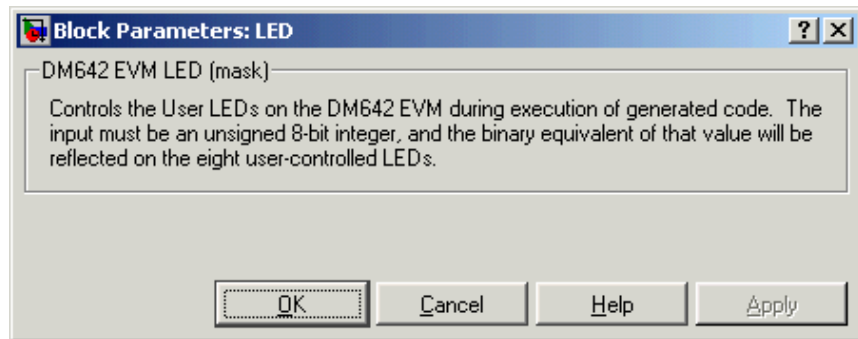 Block Parameters: LED
DM642 EVM LED (mask)
Controls the User LEDs on the DM642 EVM during execution of generated code. The
input must be an unsigned 8-bit integer, and the binary equivalent of that value will be
reflected on the eight user-controlled LEDs.
OK Cancel Help Apply